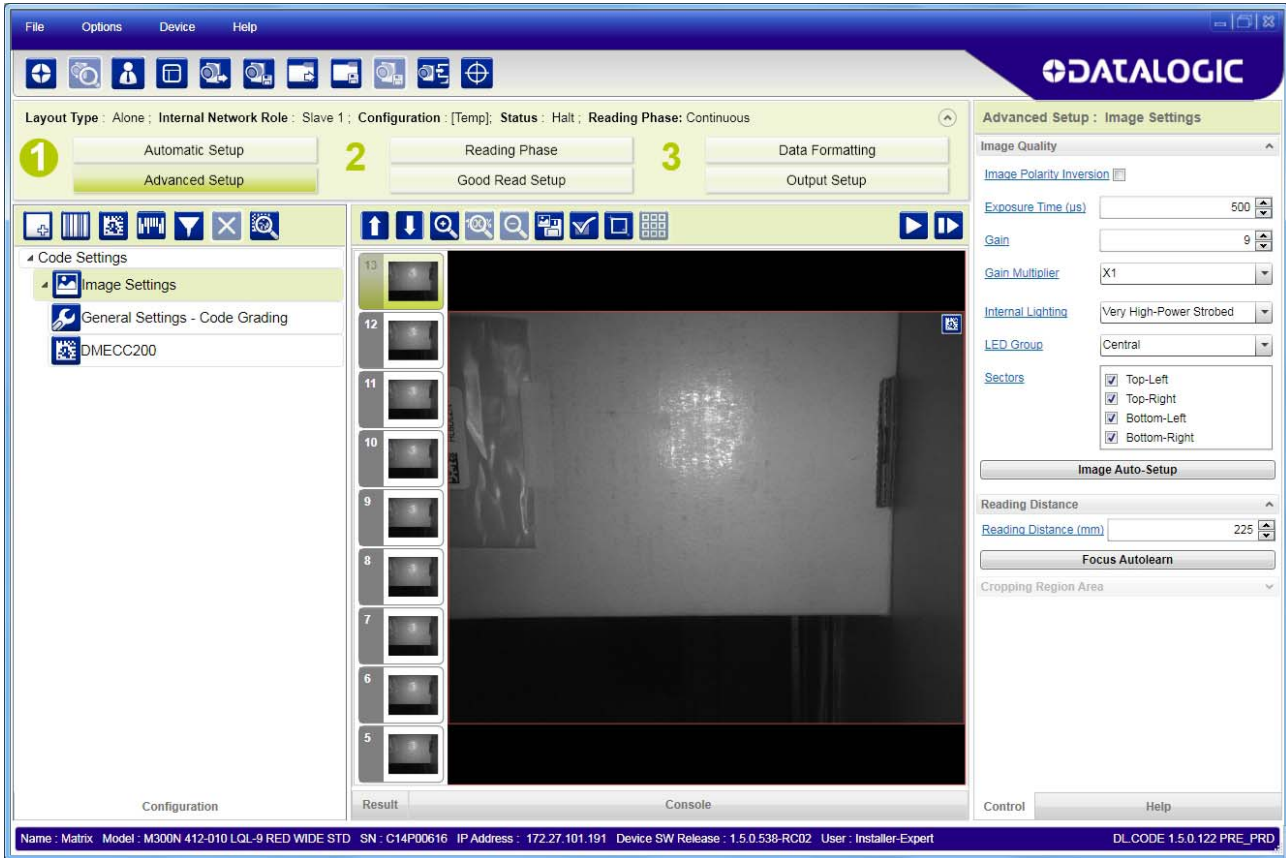 File Options Device Help
DATALOGIC
Layout Type : Alone ; Internal Network Role : Slave 1 ; Configuration : [Temp]; Status : Halt ; Reading Phase: Continuous
1 Automatic Setup 2 Reading Phase 3 Data Formatting
Advanced Setup Good Read Setup Output Setup
Code Settings
Image Settings
General Settings - Code Grading
DMECC200
Configuration
100%
13
12
11
10
9
8
7
6
5
Result Console
Advanced Setup : Image Settings
Image Quality
Image Polarity Inversion
Exposure Time (µs) 500
Gain 9
Gain Multiplier X1
Internal Lighting Very High-Power Strobed
LED Group Central
Sectors Top-Left
Top-Right
Bottom-Left
Bottom-Right
Image Auto-Setup
Reading Distance
Reading Distance (mm) 225
Focus Autolearn
Cropping Region Area
Control Help
Name : Matrix Model : M300N 412-010 LQL-9 RED WIDE STD SN : C14P00616 IP Address : 172.27.101.191 Device SW Release : 1.5.0.538-RC02 User : Installer-Expert DL.CODE 1.5.0.122 PRE_PRD